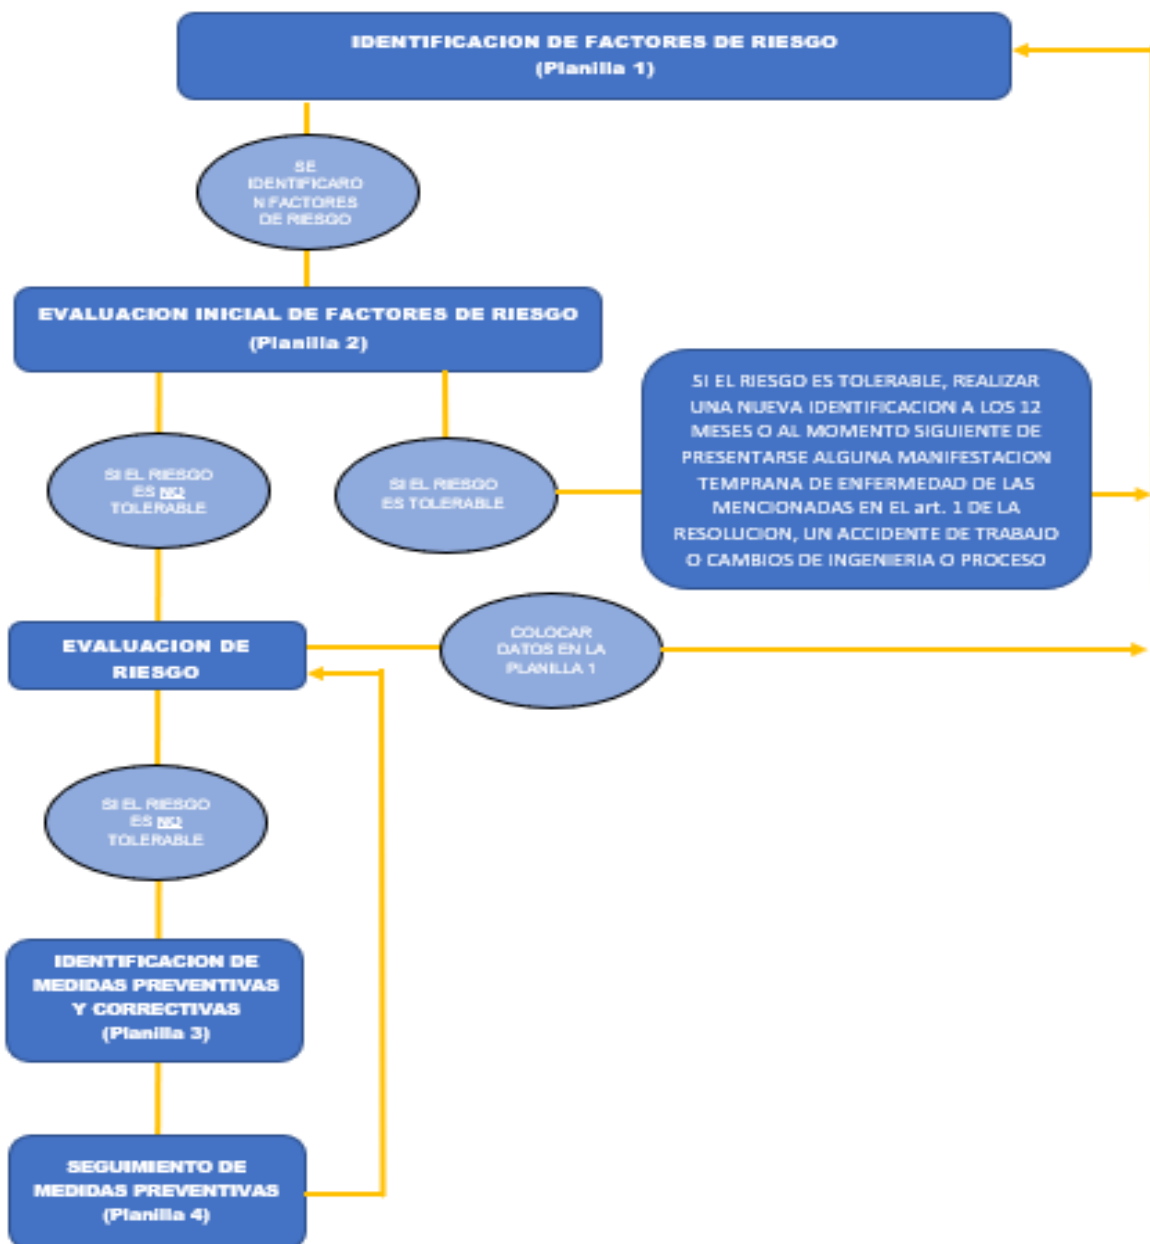 IDENTIFICACION DE FACTORES DE RIESGO
(Planilla 1)
SE
IDENTIFICARO
N FACTORES
DE RIESGO
EVALUACION INICIAL DE FACTORES DE RIESGO
(Planilla 2)
SI EL RIESGO
ES NO
TOLERABLE
SI EL RIESGO
ES TOLERABLE
SI EL RIESGO ES TOLERABLE, REALIZAR
UNA NUEVA IDENTIFICACION A LOS 12
MESES O AL MOMENTO SIGUIENTE DE
PRESENTARSE ALGUNA MANIFESTACION
TEMPRANA DE ENFERMEDAD DE LAS
MENCIONADAS EN EL art. 1 DE LA
RESOLUCION, UN ACCIDENTE DE TRABAJO
O CAMBIOS DE INGENIERIA O PROCESO
EVALUACION DE
RIESGO
COLOCAR
DATOS EN LA
PLANILLA 1
SI EL RIESGO
ES NO
TOLERABLE
IDENTIFICACION DE
MEDIDAS PREVENTIVAS
Y CORRECTIVAS
(Planilla 3)
SEGUIMIENTO DE
MEDIDAS PREVENTIVAS
(Planilla 4)